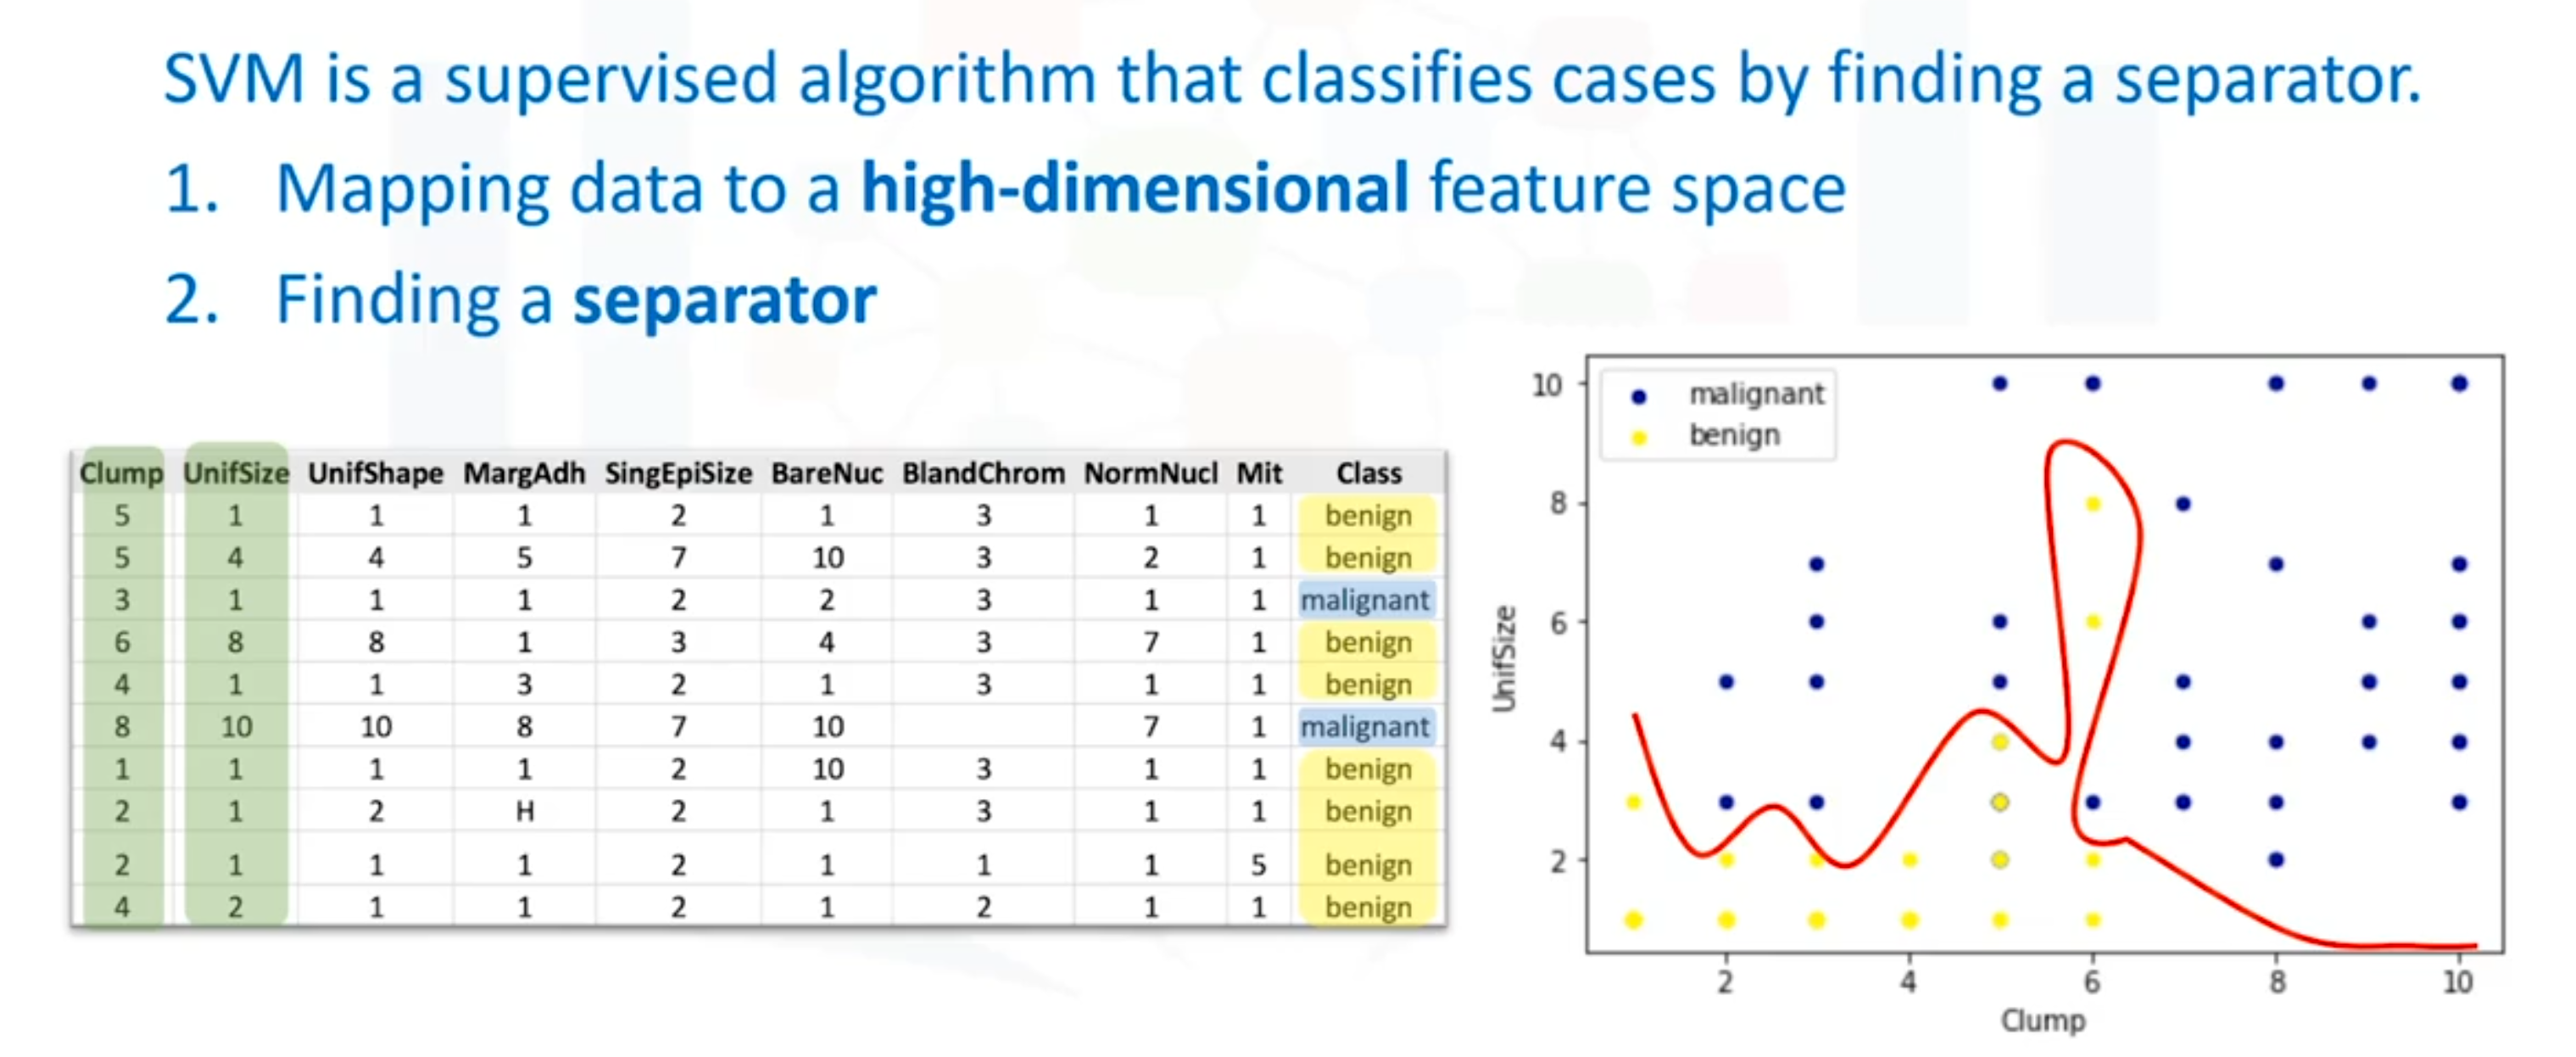 SVM is a supervised algorithm that classifies cases by finding a separator.
1. Mapping data to a high-dimensional feature space
2. Finding a separator
Clump UnifSize UnifShape MargAdh SingEpiSize BareNuc BlandChrom NormNucl Mit Class
5 1 1 1 2 1 3 1 1 benign
5 4 4 5 7 10 3 2 1 benign
3 1 1 1 2 2 3 1 1 malignant
6 8 8 1 3 4 3 7 1 benign
4 1 1 3 2 1 3 1 1 benign
8 10 10 8 7 10 7 1 malignant
1 1 1 1 2 10 3 1 1 benign
2 1 2 H 2 1 3 1 1 benign
2 1 1 1 2 1 1 1 5 benign
4 2 1 1 2 1 2 1 1 benign
malignant
benign
UnifSize
10
8
6
4
2
2 4 6 8 10
Clump